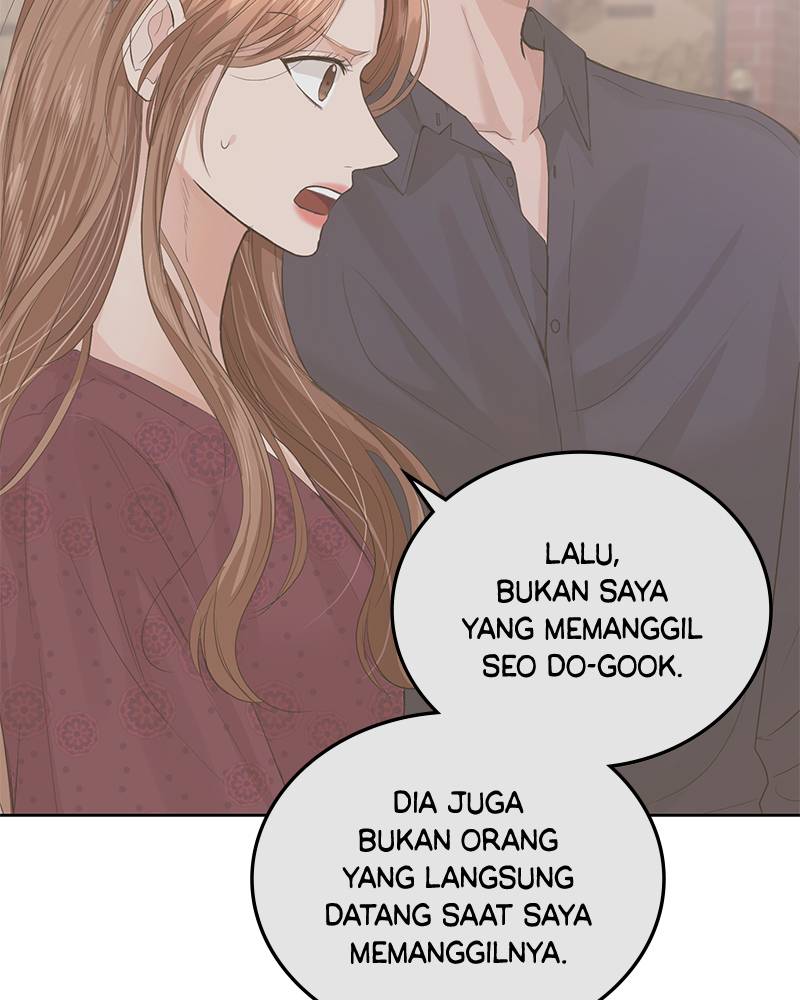 LALU,
BUKAN SAYA
YANG MEMANGGIL
SEO DO-GOOK.
DIA JUGA
BUKAN ORANG
YANG LANGSUNG
DATANG SAAT SAYA
MEMANGGILNYA.